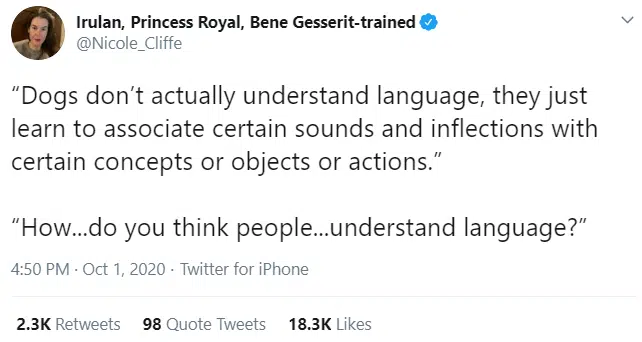 Irulan, Princess Royal, Bene Gesserit-trained
@Nicole_Cliffe
“Dogs don’t actually understand language, they just
learn to associate certain sounds and inflections with
certain concepts or objects or actions.”
“How...do you think people...understand language?”
4:50 PM · Oct 1, 2020 · Twitter for iPhone
2.3K Retweets 98 Quote Tweets 18.3K Likes